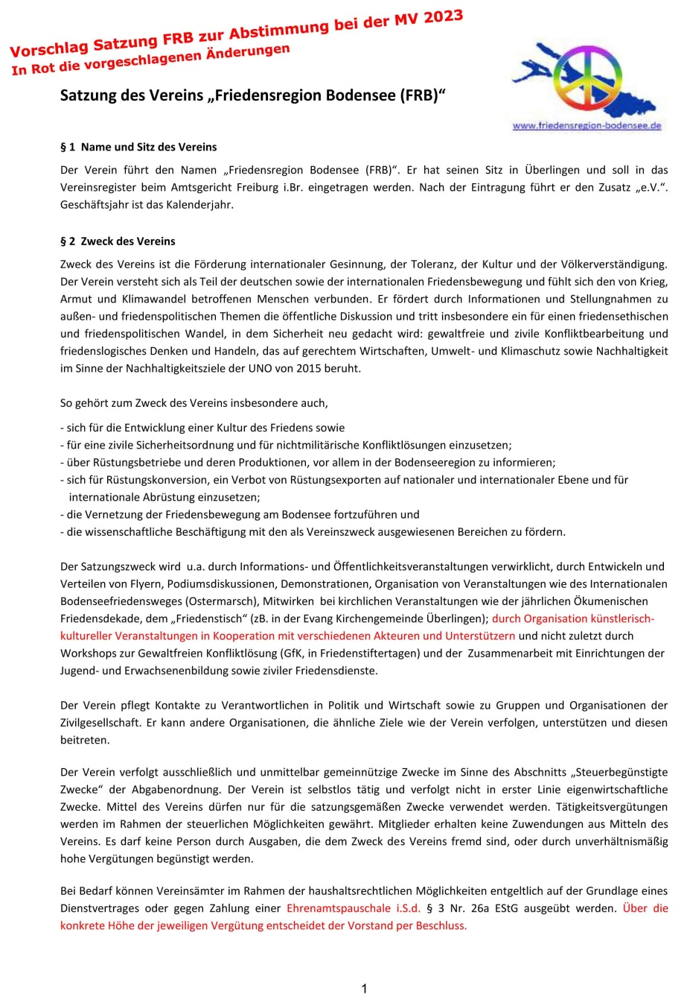 Vorschlag Satzung FRB zur Abstimmung bei der MV 2023
In Rot die vorgeschlagenen Änderungen
www.friedensregion-bodensee.de
Satzung des Vereins „Friedensregion Bodensee (FRB)“
§ 1 Name und Sitz des Vereins
Der Verein führt den Namen „Friedensregion Bodensee (FRB)“. Er hat seinen Sitz in Überlingen und soll in das
Vereinsregister beim Amtsgericht Freiburg i.Br. eingetragen werden. Nach der Eintragung führt er den Zusatz „e.V.“.
Geschäftsjahr ist das Kalenderjahr.
§ 2 Zweck des Vereins
Zweck des Vereins ist die Förderung internationaler Gesinnung, der Toleranz, der Kultur und der Völkerverständigung.
Der Verein versteht sich als Teil der deutschen sowie der internationalen Friedensbewegung und fühlt sich den von Krieg,
Armut und Klimawandel betroffenen Menschen verbunden. Er fördert durch Informationen und Stellungnahmen zu
außen- und friedenspolitischen Themen die öffentliche Diskussion und tritt insbesondere ein für einen friedensethischen
und friedenspolitischen Wandel, in dem Sicherheit neu gedacht wird: gewaltfreie und zivile Konfliktbearbeitung und
friedenslogisches Denken und Handeln, das auf gerechtem Wirtschaften, Umwelt- und Klimaschutz sowie Nachhaltigkeit
im Sinne der Nachhaltigkeitsziele der UNO von 2015 beruht.
So gehört zum Zweck des Vereins insbesondere auch,
- sich für die Entwicklung einer Kultur des Friedens sowie
- für eine zivile Sicherheitsordnung und für nichtmilitärische Konfliktlösungen einzusetzen;
- über Rüstungsbetriebe und deren Produktionen, vor allem in der Bodenseeregion zu informieren;
- sich für Rüstungskonversion, ein Verbot von Rüstungsexporten auf nationaler und internationaler Ebene und für
internationale Abrüstung einzusetzen;
- die Vernetzung der Friedensbewegung am Bodensee fortzuführen und
- die wissenschaftliche Beschäftigung mit den als Vereinszweck ausgewiesenen Bereichen zu fördern.
Der Satzungszweck wird u.a. durch Informations- und Öffentlichkeitsveranstaltungen verwirklicht, durch Entwickeln und
Verteilen von Flyern, Podiumsdiskussionen, Demonstrationen, Organisation von Veranstaltungen wie des Internationalen
Bodenseefriedensweges (Ostermarsch), Mitwirken bei kirchlichen Veranstaltungen wie der jährlichen Ökumenischen
Friedensdekade, dem „Friedenstisch“ (zB. in der Evang Kirchengemeinde Überlingen); durch Organisation künstlerisch-
kultureller Veranstaltungen in Kooperation mit verschiedenen Akteuren und Unterstützern und nicht zuletzt durch
Workshops zur Gewaltfreien Konfliktlösung (GfK, in Friedenstiftertagen) und der Zusammenarbeit mit Einrichtungen der
Jugend- und Erwachsenenbildung sowie ziviler Friedensdienste.
Der Verein pflegt Kontakte zu Verantwortlichen in Politik und Wirtschaft sowie zu Gruppen und Organisationen der
Zivilgesellschaft. Er kann andere Organisationen, die ähnliche Ziele wie der Verein verfolgen, unterstützen und diesen
beitreten.
Der Verein verfolgt ausschließlich und unmittelbar gemeinnützige Zwecke im Sinne des Abschnitts „Steuerbegünstigte
Zwecke“ der Abgabenordnung. Der Verein ist selbstlos tätig und verfolgt nicht in erster Linie eigenwirtschaftliche
Zwecke. Mittel des Vereins dürfen nur für die satzungsgemäßen Zwecke verwendet werden. Tätigkeitsvergütungen
werden im Rahmen der steuerlichen Möglichkeiten gewährt. Mitglieder erhalten keine Zuwendungen aus Mitteln des
Vereins. Es darf keine Person durch Ausgaben, die dem Zweck des Vereins fremd sind, oder durch unverhältnismäßig
hohe Vergütungen begünstigt werden.
Bei Bedarf können Vereinsämter im Rahmen der haushaltsrechtlichen Möglichkeiten entgeltlich auf der Grundlage eines
Dienstvertrages oder gegen Zahlung einer Ehrenamtspauschale i.S.d. § 3 Nr. 26a EStG ausgeübt werden. Über die
konkrete Höhe der jeweiligen Vergütung entscheidet der Vorstand per Beschluss.
1